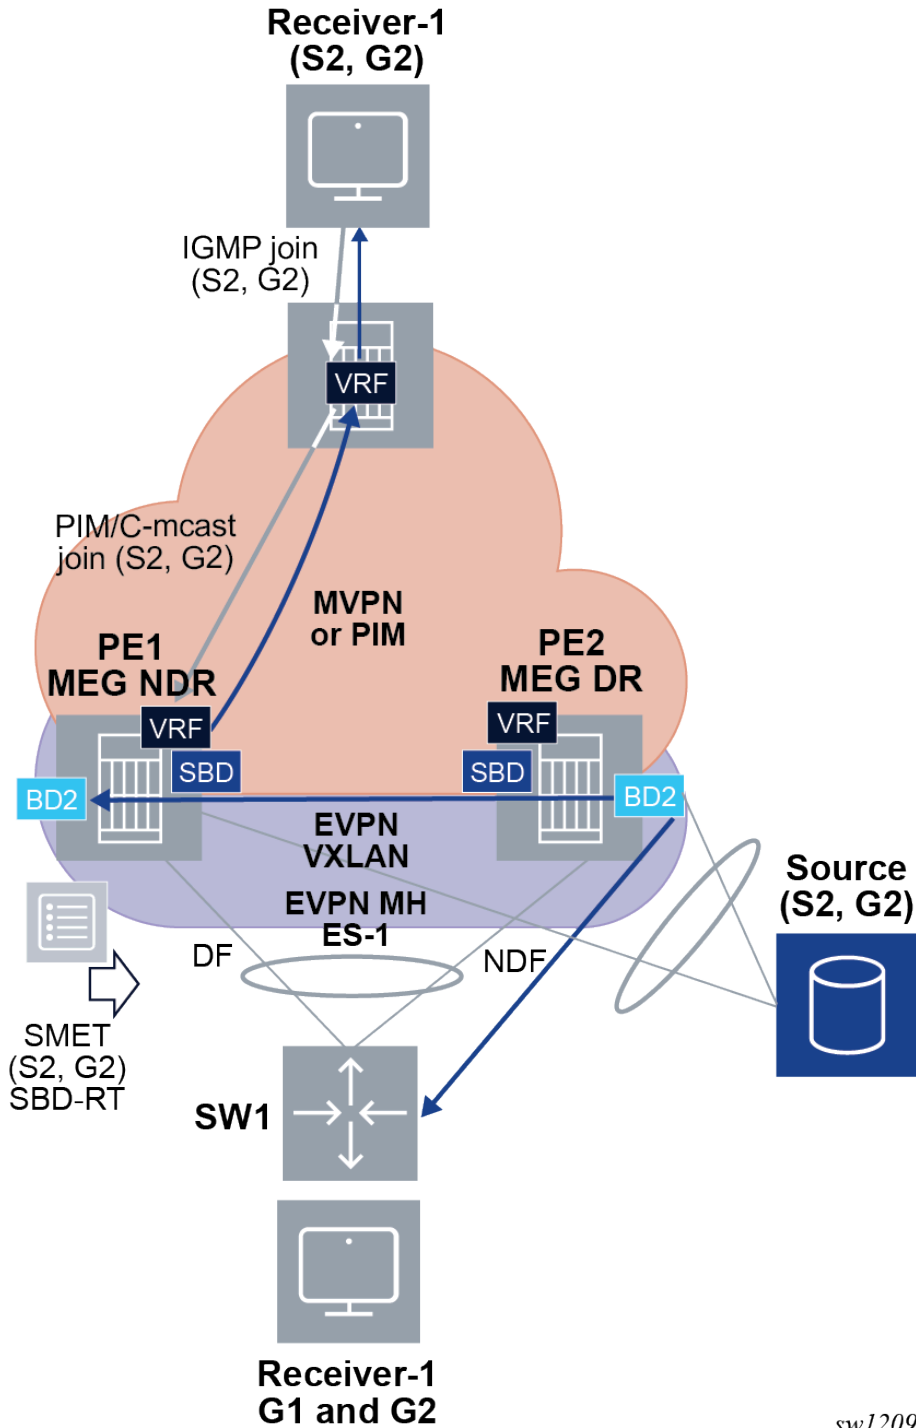 Receiver-1
(S2, G2)
IGMP join
(S2, G2)
VRF
PIM/C-mcast
join (S2, G2)
MVPN
or PIM
PE1
MEG NDR
PE2
MEG DR
VRF
VRF
SBD
SBD
BD2
BD2
EVPN
VXLAN
Source
(S2, G2)
EVPN MH
ES-1
DF
NDF
SMET
(S2, G2)
SBD-RT
SW1
Receiver-1
G1 and G2
sw1209